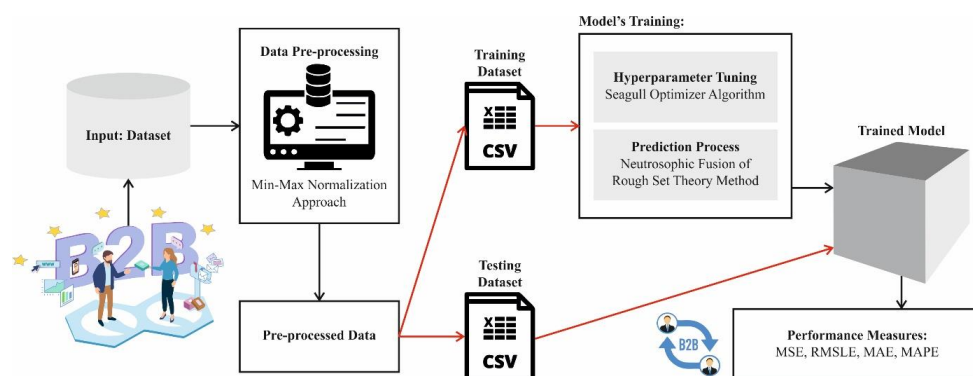 Model's Training:
Data Pre-processing
Training
Dataset
Hyperparameter Tuning
Seagull Optimizer Algorithm
Input: Dataset
X
CSV
Trained Model
Prediction Process
Neutrosophic Fusion of
Rough Set Theory Method
Min-Max Normalization
Approach
B2B
www
Testing
Dataset
X
CSV
Pre-processed Data
B2B
Performance Measures:
MSE, RMSLE, MAE, MAPE